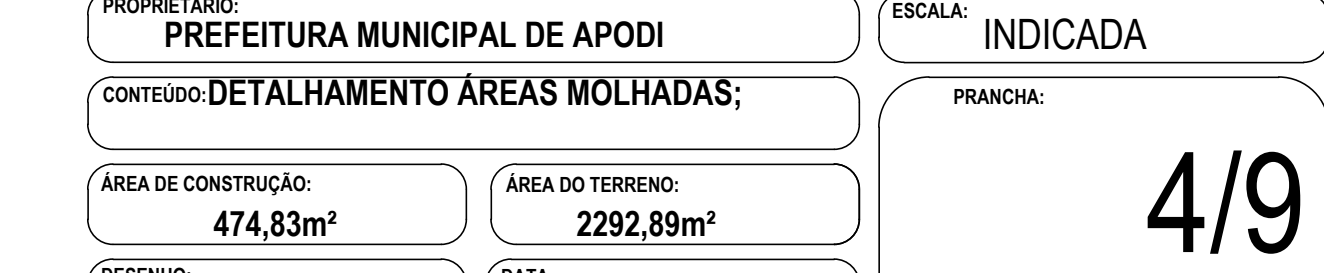 PROPRIETÁRIO:
PREFEITURA MUNICIPAL DE APODI
ESCALA:
INDICADA
CONTEÚDO: DETALHAMENTO ÁREAS MOLHADAS;
PRANCHA:
4/9
ÁREA DE CONSTRUÇÃO:
474,83m²
ÁREA DO TERRENO:
2292,89m²
DESENHO:
DATA